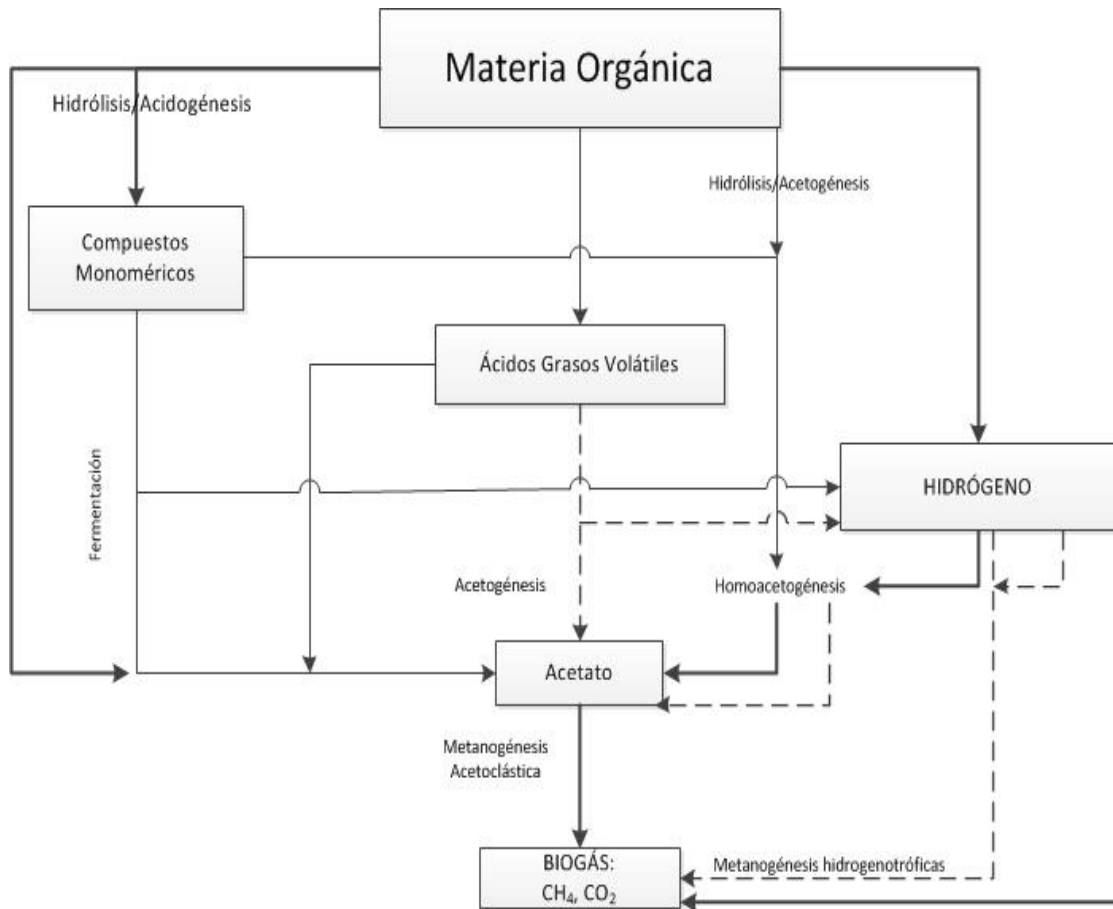 Materia Orgánica
Hidrólisis/Acidogénesis
Hidrólisis/Acetogénesis
Compuestos
Monoméricos
Ácidos Grasos Volátiles
Fermentación
HIDRÓGENO
Acetogénesis
Homoacetogénesis
Acetato
Metanogénesis
Acetoclástica
BIOGÁS:
CH₄, CO₂
Metanogénesis hidrogenotróficas